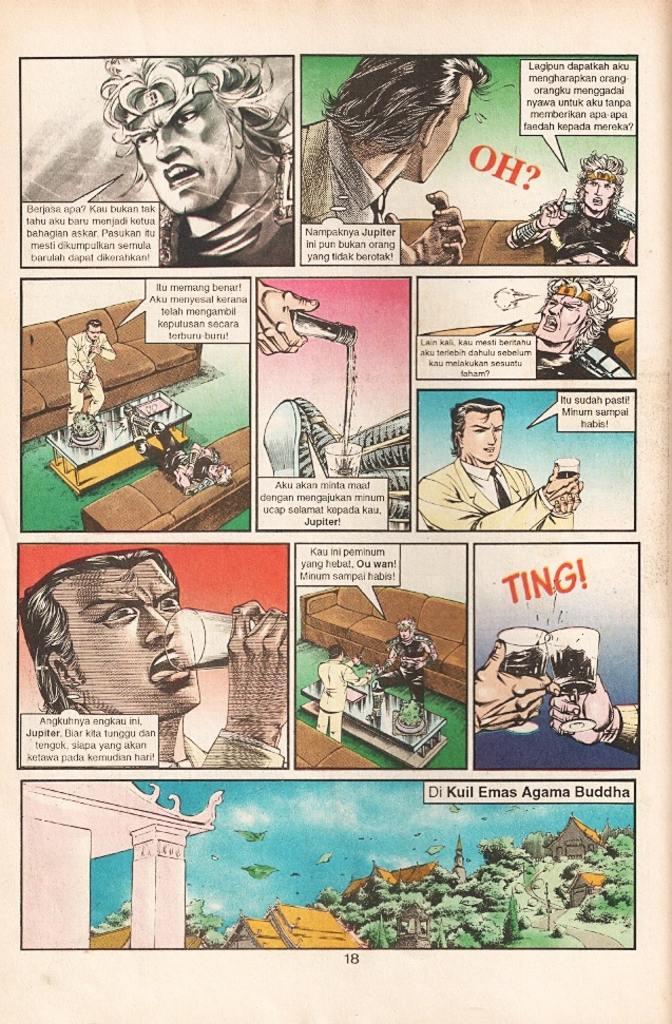 Berjasa apa? Kau bukan tak
tahu aku baru menjadi ketua
bahagian askar. Pasukan itu
mesti dikumpulkan semula
barulah dapat dikerahkan!
Lagipun dapatkah aku
mengharapkan orang-
orangku menggadai
nyawa untuk aku tanpa
memberikan apa-apa
faedah kepada mereka?
OH?
Nampaknya Jupiter
ini pun bukan orang
yang tidak berotak!
Itu memang benar!
Aku menyesal kerana
telah mengambil
keputusan secara
terburu-buru!
Aku akan minta maaf
dengan mengajukan minum
ucap selamat kepada kau,
Jupiter!
Lain kali, kau mesti beritahu
aku terlebih dahulu sebelum
kau melakukan sesuatu
faham?
Itu sudah pasti!
Minum sampai
habis!
Angkuhnya engkau ini,
Jupiter. Biar kita tunggu dan
tengok, siapa yang akan
ketawa pada kemudian hari!
Kau ini peminum
yang hebat, Ou wan!
Minum sampai habis!
TING!
Di Kuil Emas Agama Buddha
18